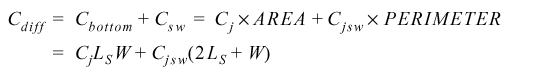 C_diff = C_bottom + C_sw = C_j × AREA + C_jsw × PERIMETER
= C_j L_S W + C_jsw (2L_S + W)